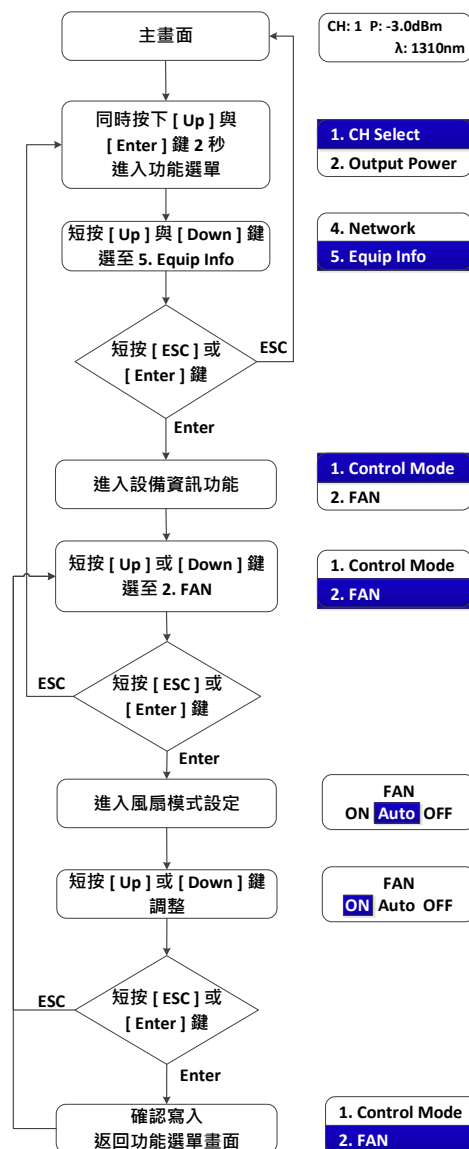 主畫面
CH: 1 P: -3.0dBm
λ: 1310nm
同時按下 [ Up ] 與
[ Enter ] 鍵 2 秒
進入功能選單
1. CH Select
2. Output Power
短按 [ Up ] 與 [ Down ] 鍵
選至 5. Equip Info
4. Network
5. Equip Info
短按 [ ESC ] 或
[ Enter ] 鍵
ESC
Enter
進入設備資訊功能
1. Control Mode
2. FAN
短按 [ Up ] 或 [ Down ] 鍵
選至 2. FAN
1. Control Mode
2. FAN
ESC
短按 [ ESC ] 或
[ Enter ] 鍵
Enter
進入風扇模式設定
FAN
ON Auto OFF
短按 [ Up ] 或 [ Down ] 鍵
調整
FAN
ON Auto OFF
ESC
短按 [ ESC ] 或
[ Enter ] 鍵
Enter
確認寫入
返回功能選單畫面
1. Control Mode
2. FAN